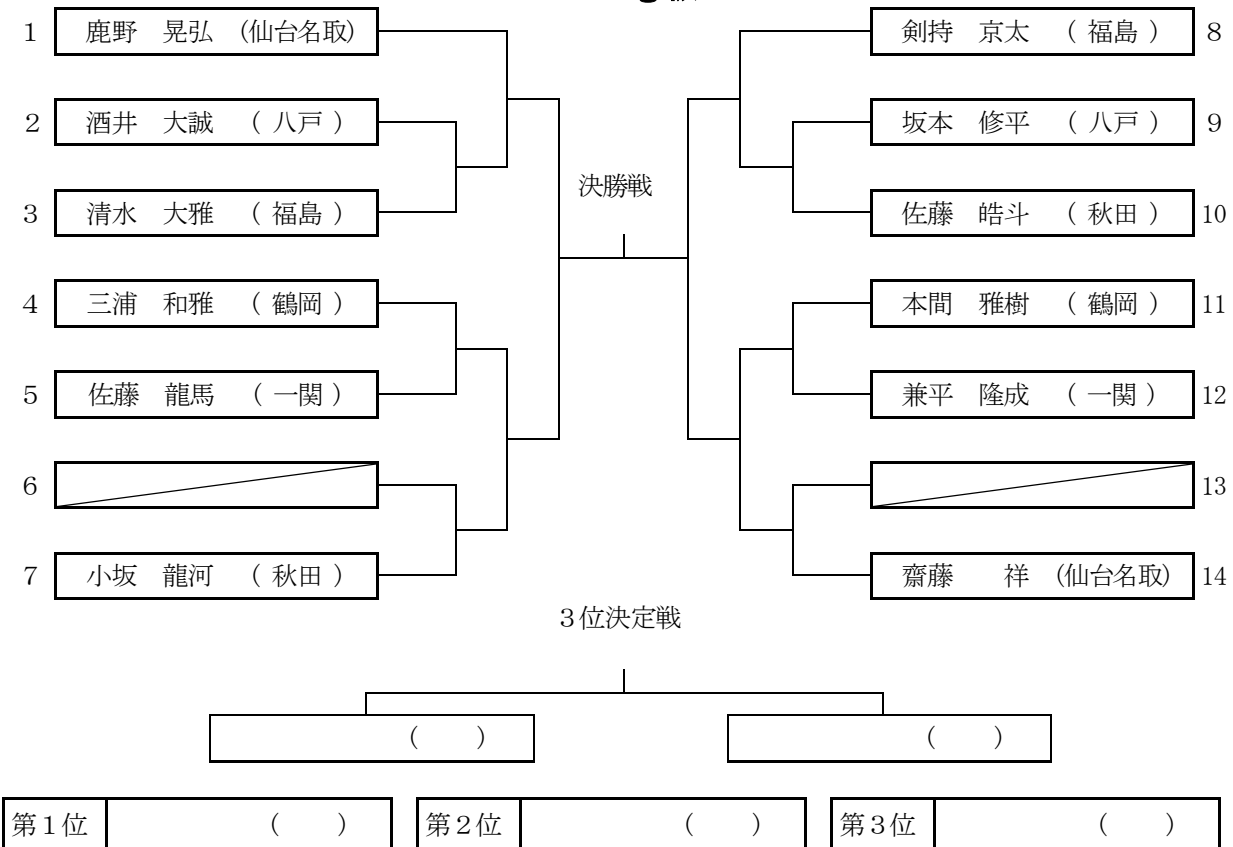 1 鹿野 晃弘 (仙台名取)
2 酒井 大誠 ( 八戸 )
3 清水 大雅 ( 福島 )
4 三浦 和雅 ( 鶴岡 )
5 佐藤 龍馬 ( 一関 )
6
7 小坂 龍河 ( 秋田 )
決勝戦
剣持 京太 ( 福島 ) 8
坂本 修平 ( 八戸 ) 9
佐藤 皓斗 ( 秋田 ) 10
本間 雅樹 ( 鶴岡 ) 11
兼平 隆成 ( 一関 ) 12
13
齋藤 祥 (仙台名取) 14
3位決定戦
( ) ( )
第1位 ( ) 第2位 ( ) 第3位 ( )